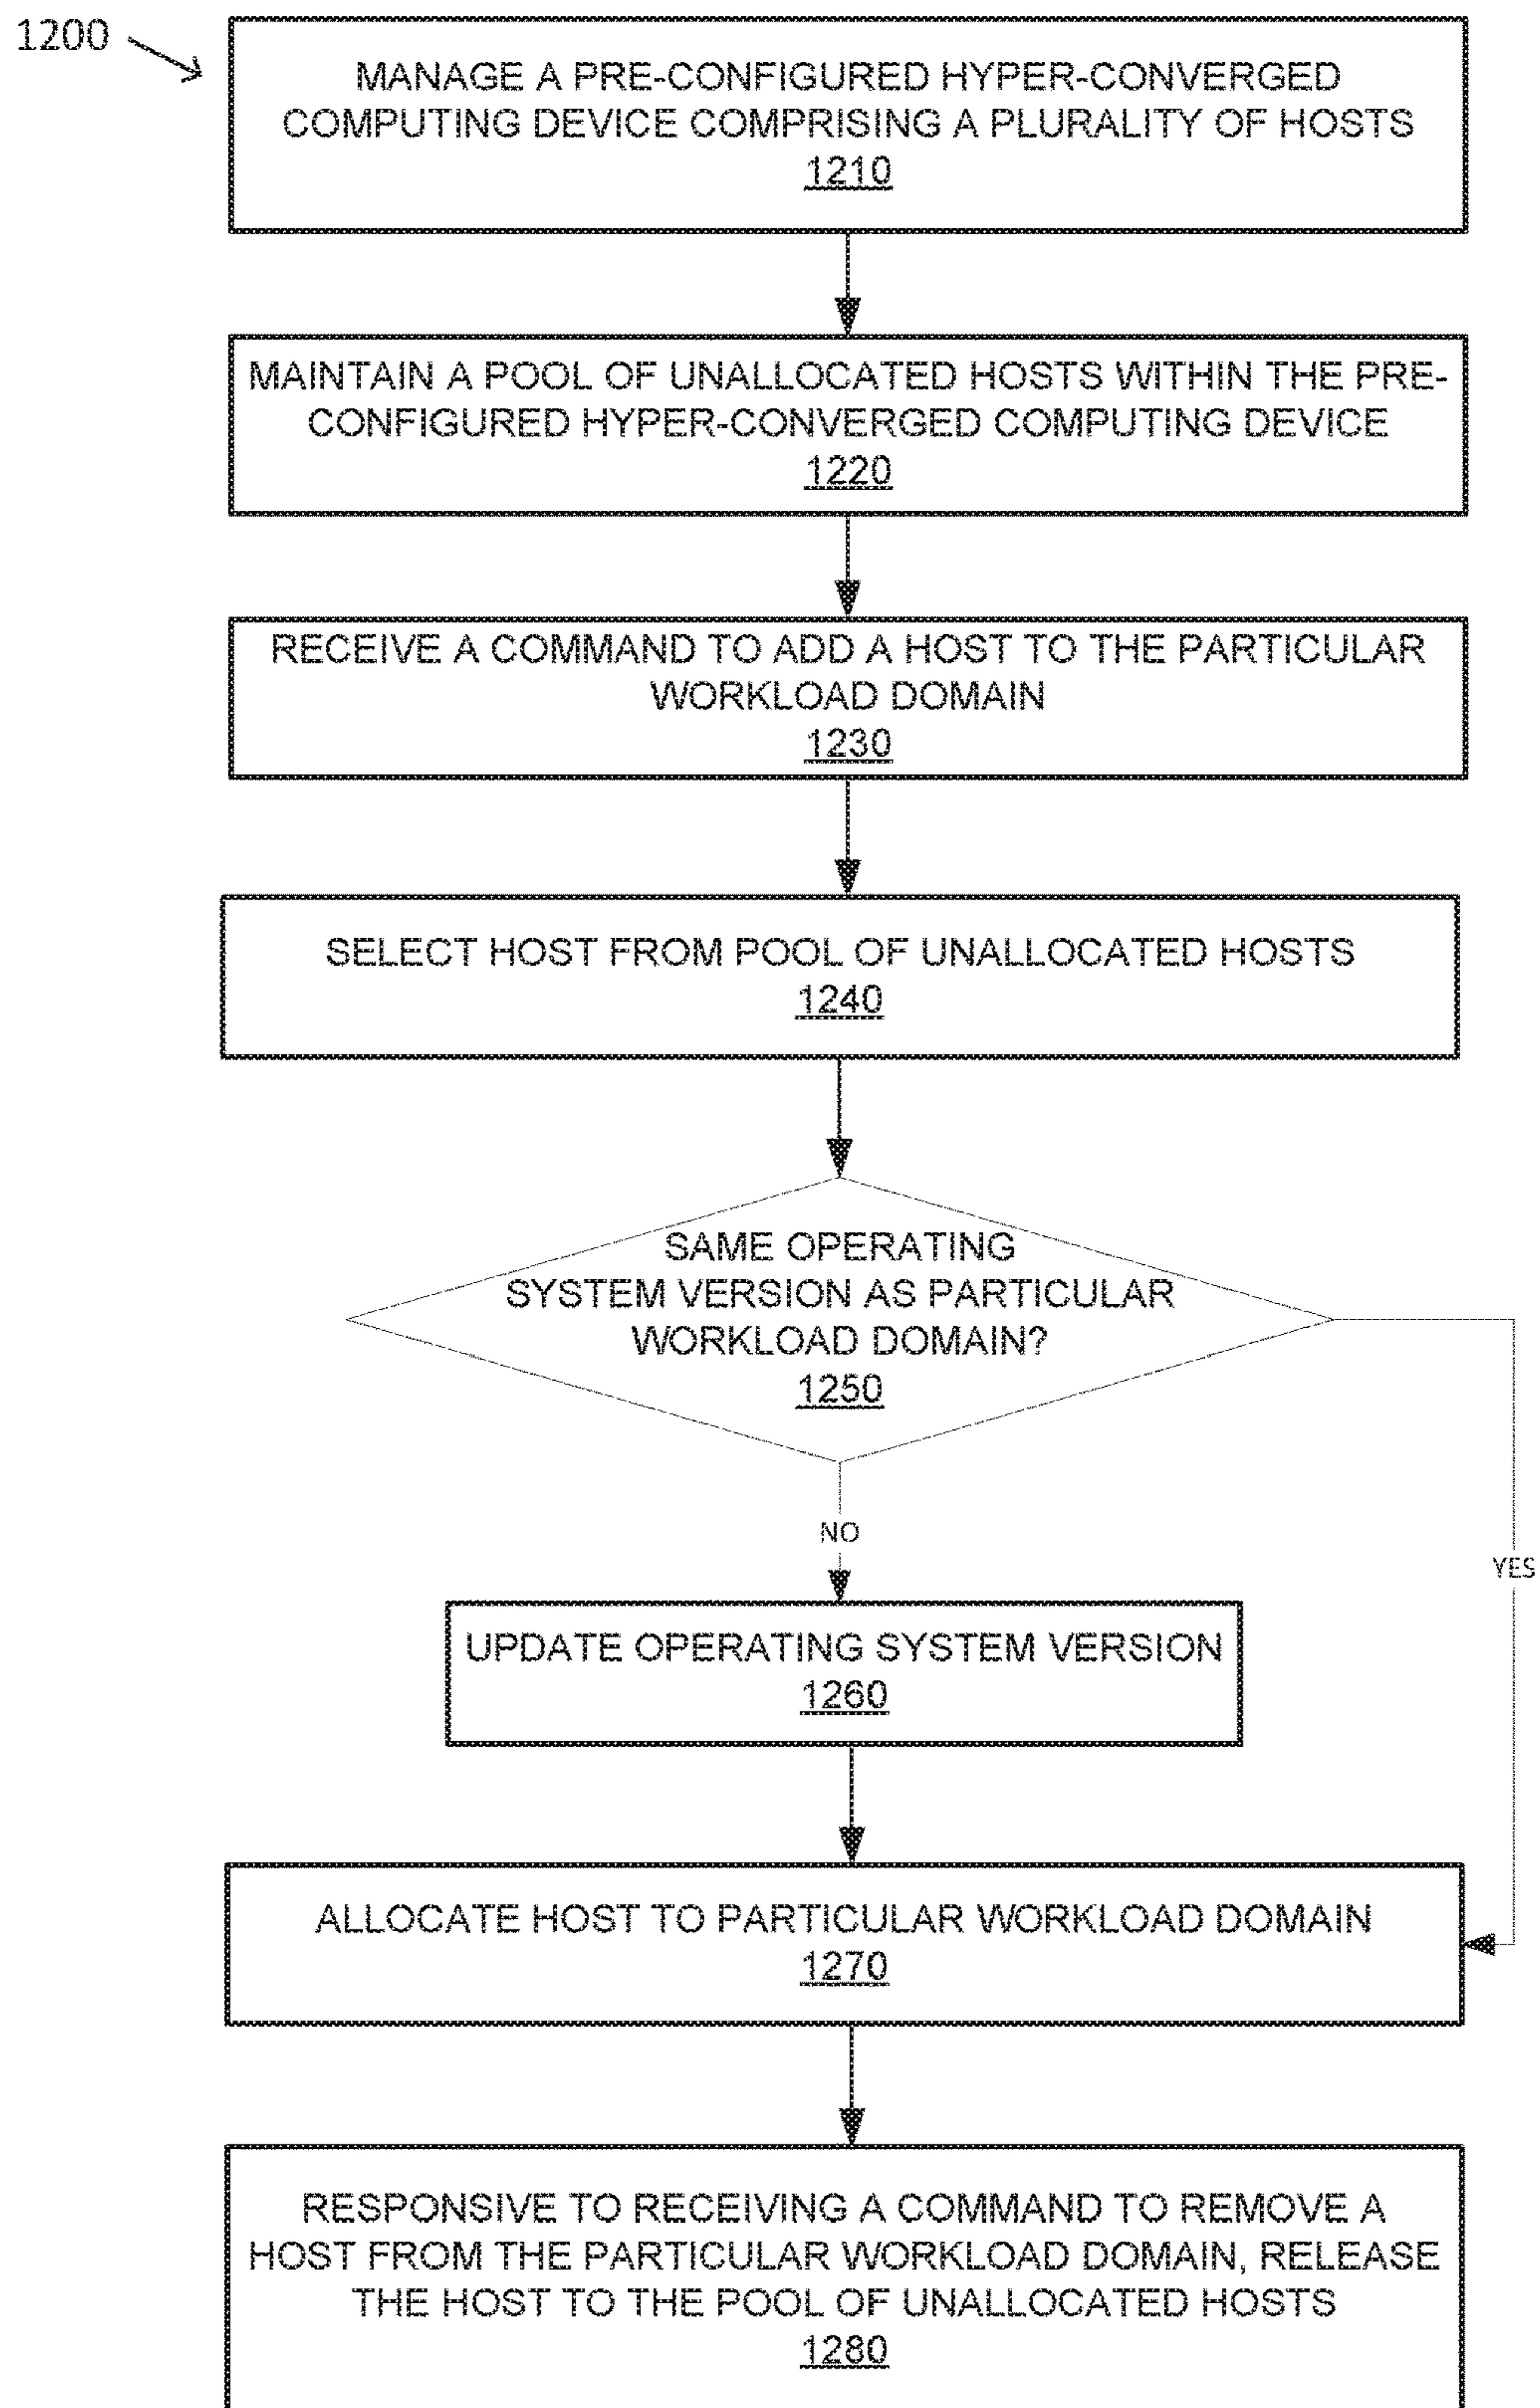 1200
MANAGE A PRE-CONFIGURED HYPER-CONVERGED
COMPUTING DEVICE COMPRISING A PLURALITY OF HOSTS
1210
MAINTAIN A POOL OF UNALLOCATED HOSTS WITHIN THE PRE-
CONFIGURED HYPER-CONVERGED COMPUTING DEVICE
1220
RECEIVE A COMMAND TO ADD A HOST TO THE PARTICULAR
WORKLOAD DOMAIN
1230
SELECT HOST FROM POOL OF UNALLOCATED HOSTS
1240
SAME OPERATING
SYSTEM VERSION AS PARTICULAR
WORKLOAD DOMAIN?
1250
NO
YES
UPDATE OPERATING SYSTEM VERSION
1260
ALLOCATE HOST TO PARTICULAR WORKLOAD DOMAIN
1270
RESPONSIVE TO RECEIVING A COMMAND TO REMOVE A
HOST FROM THE PARTICULAR WORKLOAD DOMAIN, RELEASE
THE HOST TO THE POOL OF UNALLOCATED HOSTS
1280